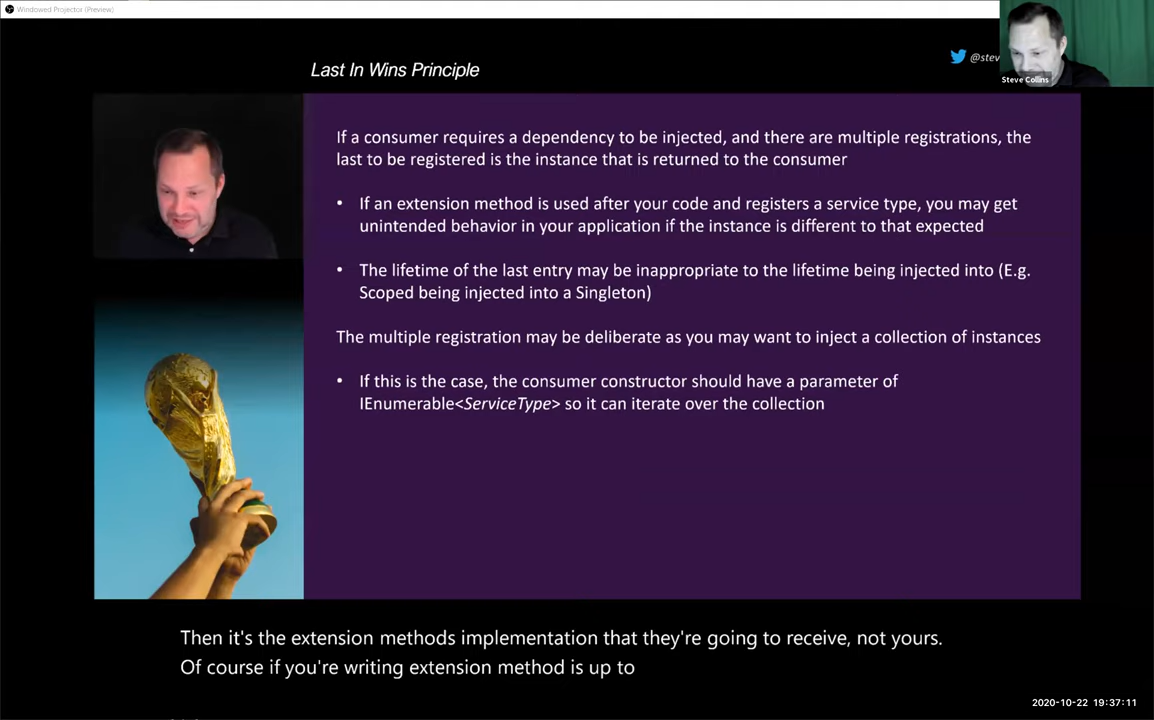 Windowed Projector (Preview)
Last In Wins Principle
@stev
Steve Collins
If a consumer requires a dependency to be injected, and there are multiple registrations, the
last to be registered is the instance that is returned to the consumer
• If an extension method is used after your code and registers a service type, you may get
unintended behavior in your application if the instance is different to that expected
• The lifetime of the last entry may be inappropriate to the lifetime being injected into (E.g.
Scoped being injected into a Singleton)
The multiple registration may be deliberate as you may want to inject a collection of instances
• If this is the case, the consumer constructor should have a parameter of
IEnumerable<ServiceType> so it can iterate over the collection
Then it's the extension methods implementation that they're going to receive, not yours.
Of course if you're writing extension method is up to
2020-10-22 19:37:11